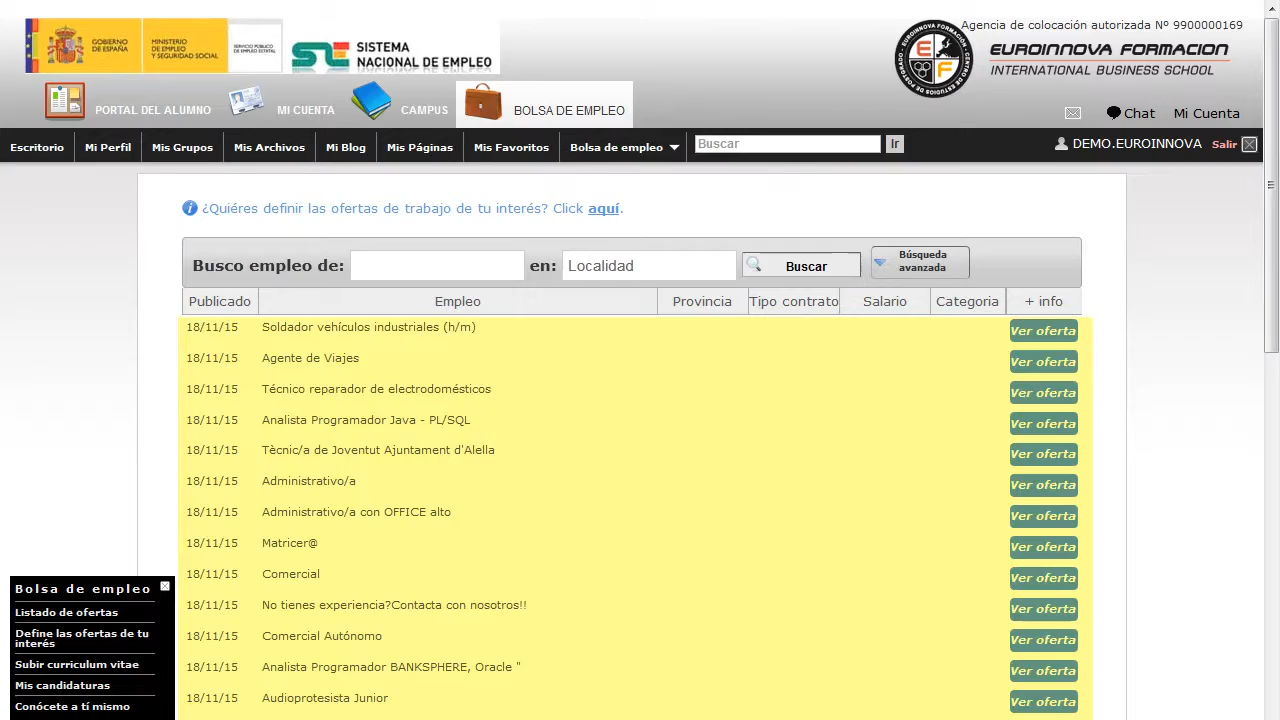 Agencia de colocación autorizada Nº 9900000169
GOBIERNO
DE ESPAÑA
MINISTERIO
DE EMPLEO
Y SEGURIDAD SOCIAL
SERVICIO PÚBLICO
DE EMPLEO ESTATAL
SISTEMA
NACIONAL DE EMPLEO
EUROINNOVA FORMACION
INTERNATIONAL BUSINESS SCHOOL
PORTAL DEL ALUMNO
MI CUENTA
CAMPUS
BOLSA DE EMPLEO
Chat
Mi Cuenta
Escritorio
Mi Perfil
Mis Grupos
Mis Archivos
Mi Blog
Mis Páginas
Mis Favoritos
Bolsa de empleo
Buscar
Ir
DEMO.EUROINNOVA
Salir
¿Quiéres definir las ofertas de trabajo de tu interés? Click aquí.
Busco empleo de:
en:
Localidad
Buscar
Búsqueda
avanzada
Publicado
Empleo
Provincia
Tipo contrato
Salario
Categoria
+ info
18/11/15 Soldador vehículos industriales (h/m) Ver oferta
18/11/15 Agente de Viajes Ver oferta
18/11/15 Técnico reparador de electrodomésticos Ver oferta
18/11/15 Analista Programador Java - PL/SQL Ver oferta
18/11/15 Tècnic/a de Joventut Ajuntament d'Alella Ver oferta
18/11/15 Administrativo/a Ver oferta
18/11/15 Administrativo/a con OFFICE alto Ver oferta
18/11/15 Matricer@ Ver oferta
18/11/15 Comercial Ver oferta
18/11/15 No tienes experiencia?Contacta con nosotros!! Ver oferta
18/11/15 Comercial Autónomo Ver oferta
18/11/15 Analista Programador BANKSPHERE, Oracle " Ver oferta
18/11/15 Audioprotesista Junior Ver oferta
Bolsa de empleo
Listado de ofertas
Define las ofertas de tu
interés
Subir curriculum vitae
Mis candidaturas
Conócete a tí mismo